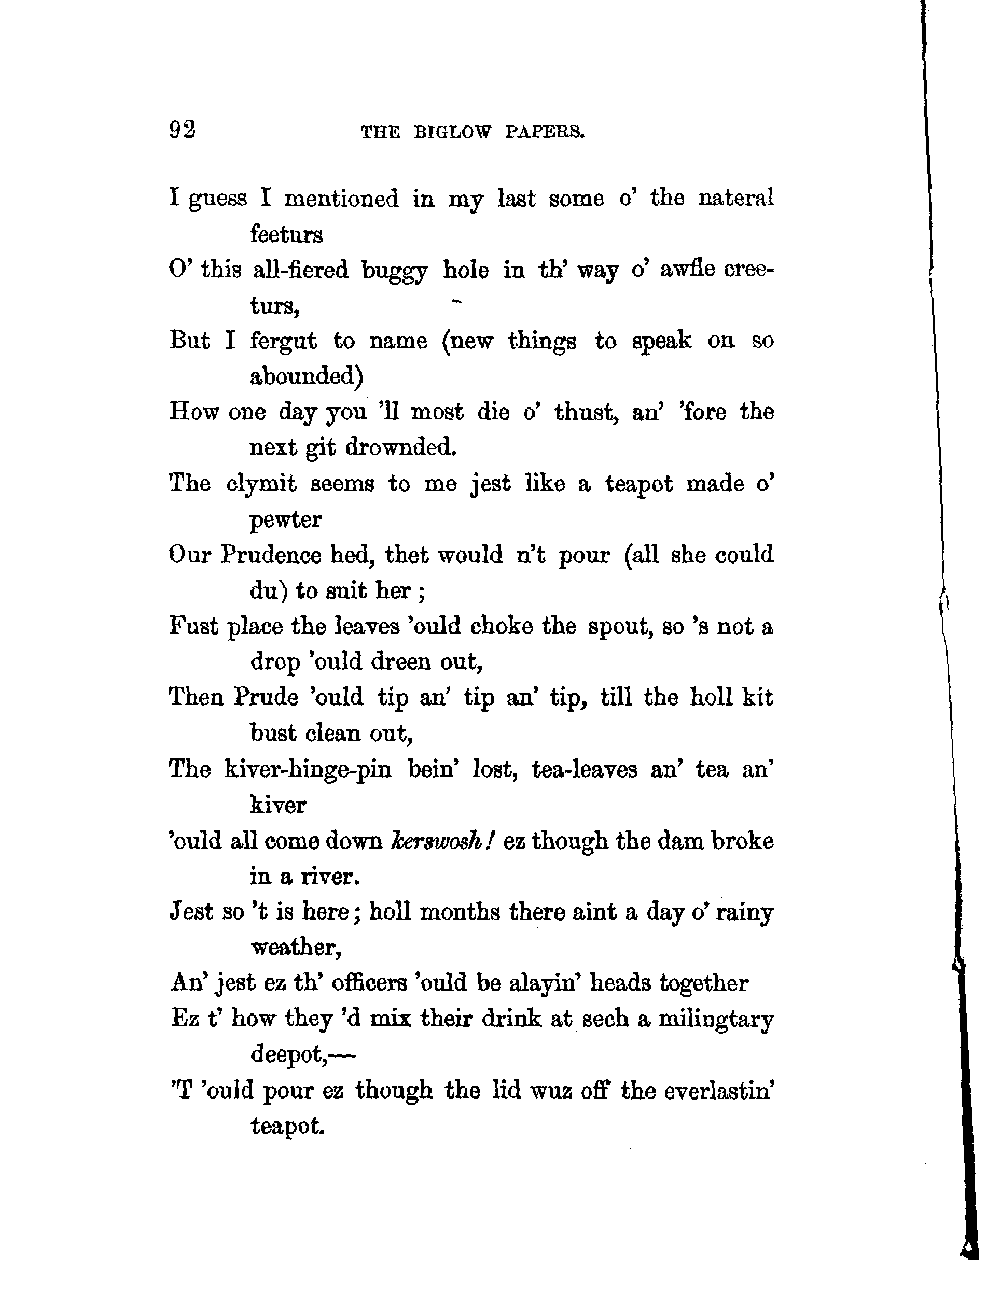 92 THE BIGLOW PAPERS.
I guess I mentioned in my last some o' the nateral
feeturs
O' this all-fiered buggy hole in th' way o' awfle cree-
turs,
But I fergut to name (new things to speak on so
abounded)
How one day you 'll most die o' thust, an' 'fore the
next git drownded.
The clymit seems to me jest like a teapot made o'
pewter
Our Prudence hed, thet would n't pour (all she could
du) to suit her ;
Fust place the leaves 'ould choke the spout, so 's not a
drop 'ould dreen out,
Then Prude 'ould tip an' tip an' tip, till the holl kit
bust clean out,
The kiver-hinge-pin bein' lost, tea-leaves an' tea an'
kiver
'ould all come down kerswosh! ez though the dam broke
in a river.
Jest so 't is here; holl months there aint a day o' rainy
weather,
An' jest ez th' officers 'ould be alayin' heads together
Ez t' how they 'd mix their drink at sech a milingtary
deepot,—
'T 'ould pour ez though the lid wuz off the everlastin'
teapot.